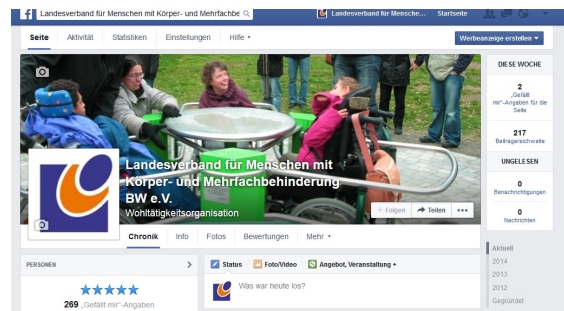 Landesverband für Menschen mit Körper- und Mehrfachbe
Landesverband für Mensche...
Startseite
Seite
Aktivität
Statistiken
Einstellungen
Hilfe
Werbeanzeige erstellen
Landesverband für Menschen mit
Körper- und Mehrfachbehinderung
BW e.V.
Wohltätigkeitsorganisation
+ Folgen
Teilen
•••
Chronik
Info
Fotos
Bewertungen
Mehr
DIESE WOCHE
2
„Gefällt
mir“-Angaben für die
Seite
217
Beitragsreichweite
UNGELESEN
0
Benachrichtigungen
0
Nachrichten
Aktuell
2014
2013
2012
Gegründet
PERSONEN
269 „Gefällt mir“-Angaben
Status
Foto/Video
Angebot, Veranstaltung +
Was war heute los?